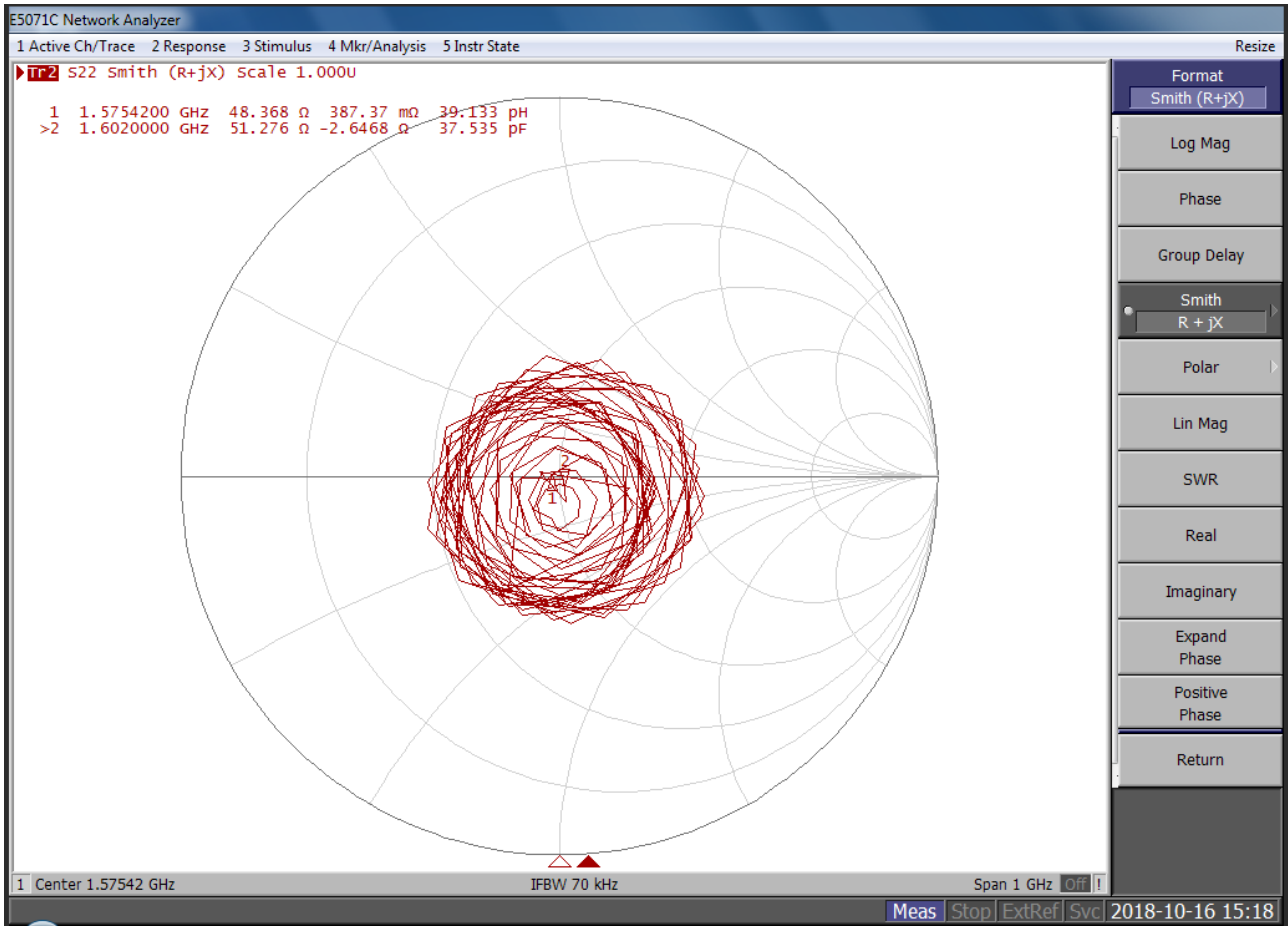 E5071C Network Analyzer
1 Active Ch/Trace 2 Response 3 Stimulus 4 Mkr/Analysis 5 Instr State Resize
Tr2 S22 Smith (R+jX) Scale 1.000U
1 1.5754200 GHz 48.368 Ω 387.37 mΩ 39.133 pH
>2 1.6020000 GHz 51.276 Ω -2.6468 Ω 37.535 pF
2
1
Format
Smith (R+jX)
Log Mag
Phase
Group Delay
Smith
R + jX
Polar
Lin Mag
SWR
Real
Imaginary
Expand
Phase
Positive
Phase
Return
1 Center 1.57542 GHz IFBW 70 kHz Span 1 GHz Off !
Meas Stop ExtRef Svc 2018-10-16 15:18